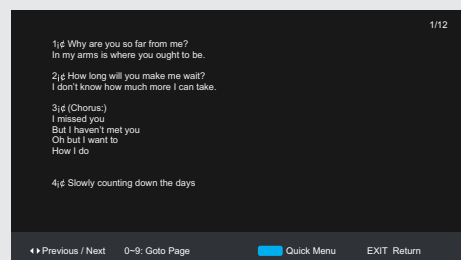 1/12
1¡¢ Why are you so far from me?
In my arms is where you ought to be.
2¡¢ How long will you make me wait?
I don't know how much more I can take.
3¡¢ (Chorus:)
I missed you
But I haven't met you
Oh but I want to
How I do
4¡¢ Slowly counting down the days
Previous / Next 0~9: Goto Page Quick Menu EXIT Return